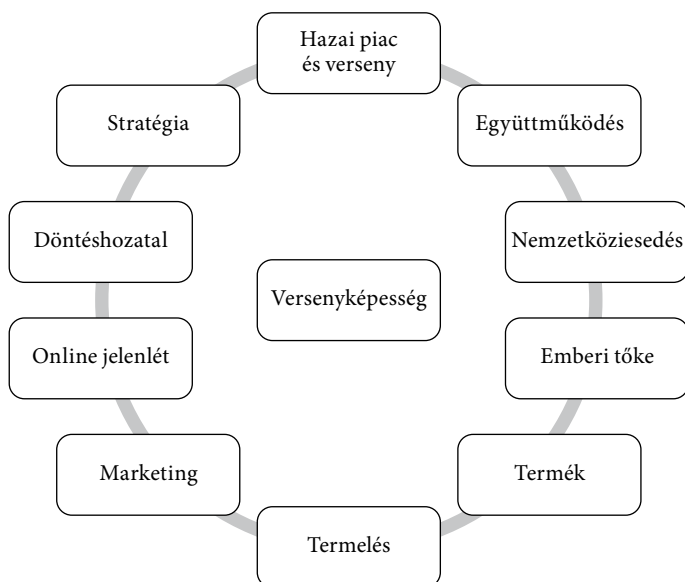 Hazai piac
és verseny
Stratégia
Együttműködés
Döntéshozatal
Nemzetköziesedés
Versenyképesség
Online jelenlét
Emberi tőke
Marketing
Termék
Termelés